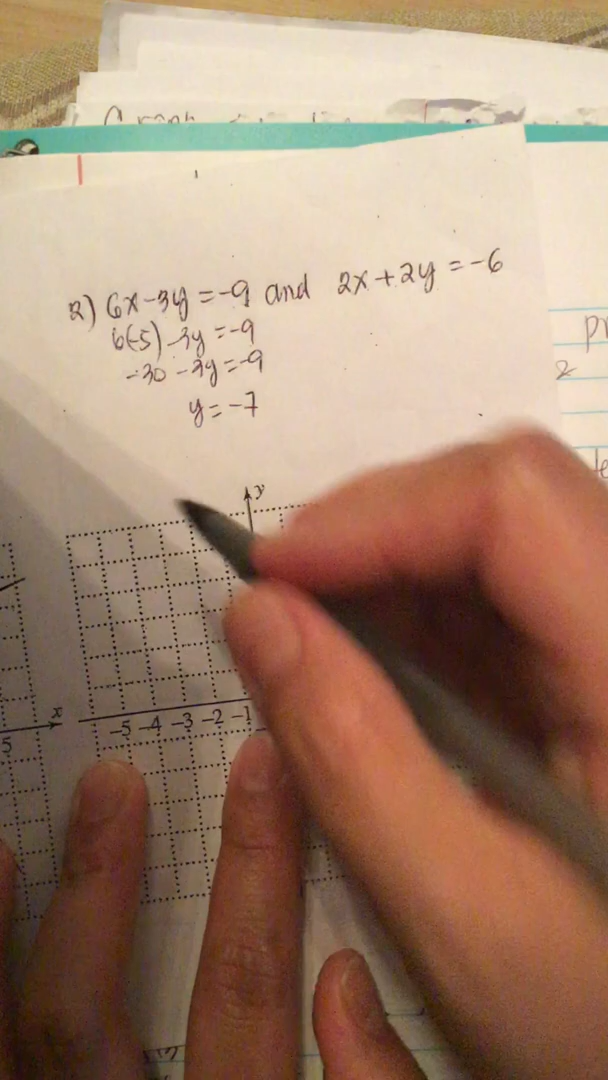 Graph
2) 6x-3y=-9 and 2x+2y=-6
6(-5)-3y=-9
-30-3y=-9
y=-7
y
x
-5 -4 -3 -2 -1
5